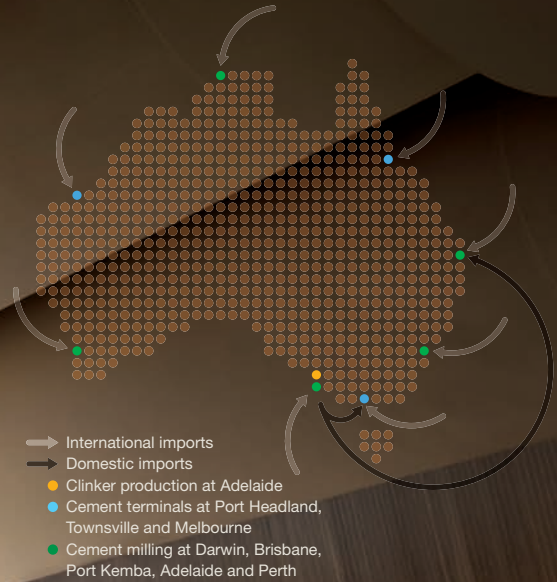 International imports
Domestic imports
Clinker production at Adelaide
Cement terminals at Port Headland,
Townsville and Melbourne
Cement milling at Darwin, Brisbane,
Port Kemba, Adelaide and Perth